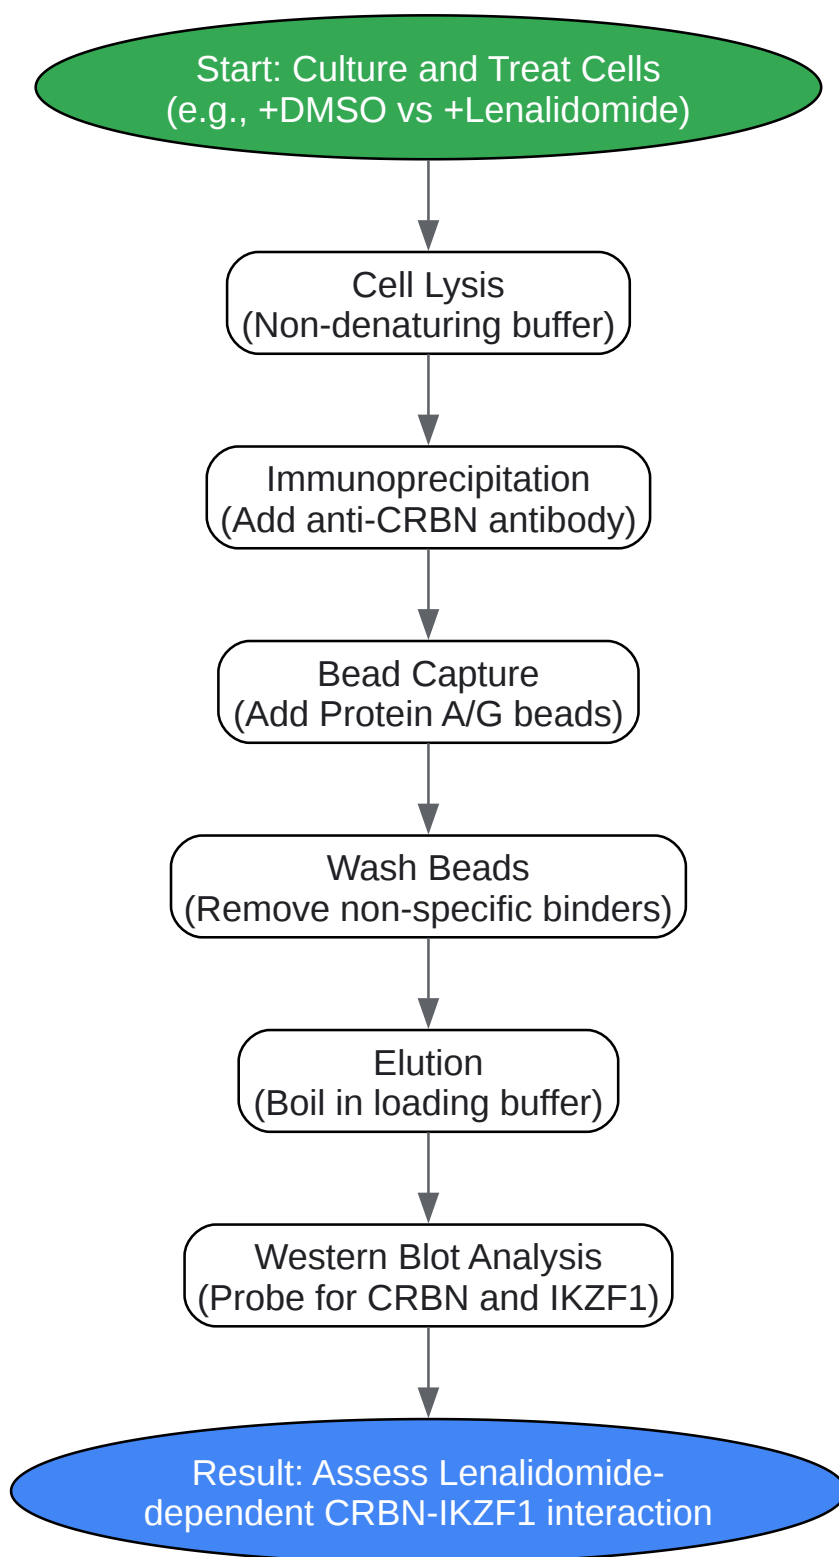 Start: Culture and Treat Cells
(e.g., +DMSO vs +Lenalidomide)
Cell Lysis
(Non-denaturing buffer)
Immunoprecipitation
(Add anti-CRBN antibody)
Bead Capture
(Add Protein A/G beads)
Wash Beads
(Remove non-specific binders)
Elution
(Boil in loading buffer)
Western Blot Analysis
(Probe for CRBN and IKZF1)
Result: Assess Lenalidomide-
dependent CRBN-IKZF1 interaction